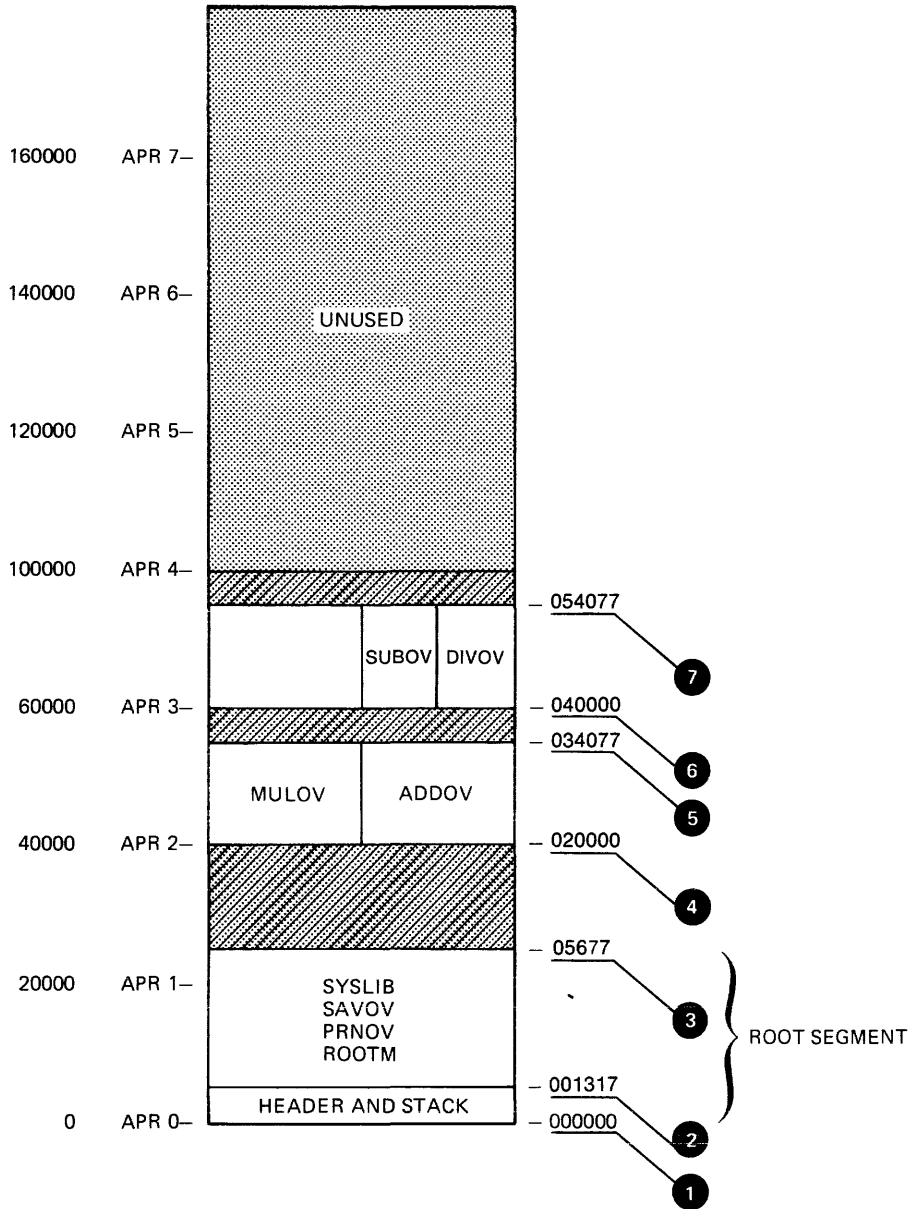 160000 APR 7–
140000 APR 6–
UNUSED
120000 APR 5–
100000 APR 4–
– 054077
SUBOV DIVOV
7
60000 APR 3–
– 040000
– 034077
6
MULOV ADDOV
5
40000 APR 2–
– 020000
4
– 05677
20000 APR 1–
SYSLIB
SAVOV
PRNOV
ROOTM
3
ROOT SEGMENT
– 001317
HEADER AND STACK
0 APR 0–
– 000000
2
1